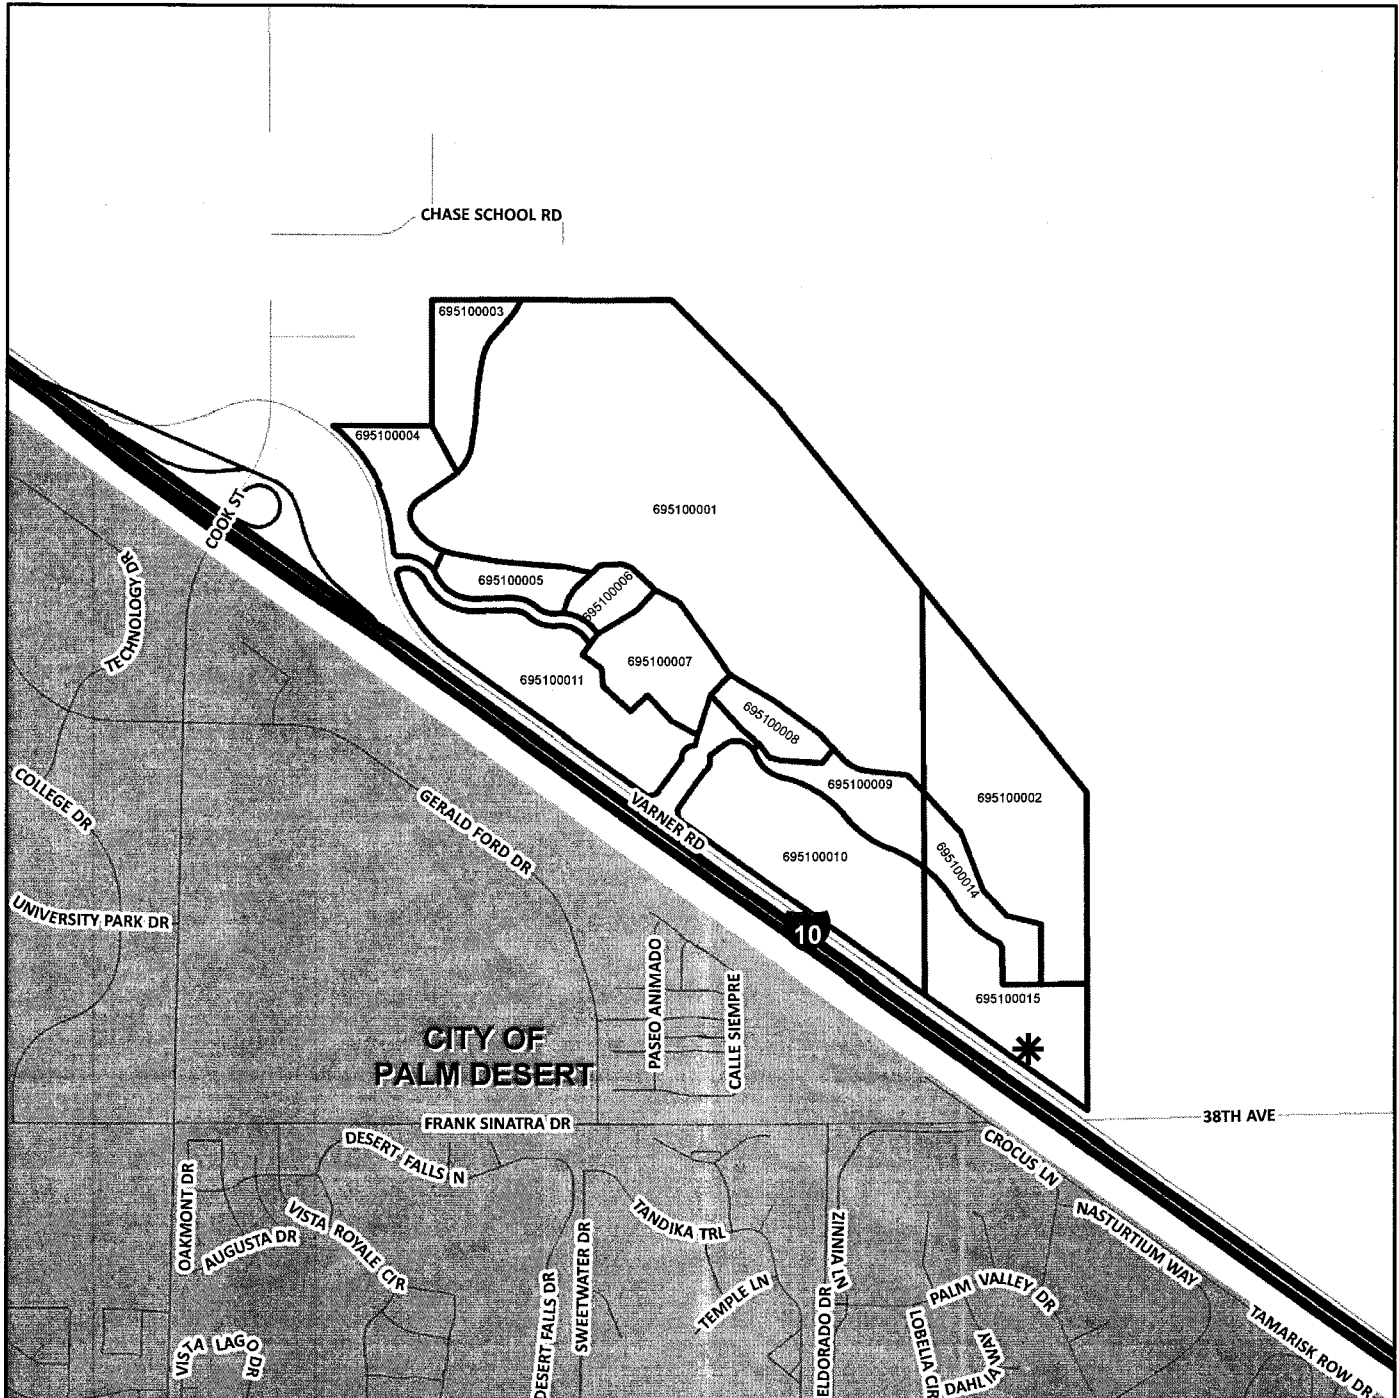 CHASE SCHOOL RD
695100003
695100004
695100001
COOK ST
TECHNOLOGY DR
695100005
695100006
695100007
695100011
695100008
695100009
695100002
COLLEGE DR
GERALD FORD DR
VARNER RD
695100010
695100014
UNIVERSITY PARK DR
10
PASEO ANIMADO
CALLE SIEMPRE
695100015
CITY OF
PALM DESERT
FRANK SINATRA DR
38TH AVE
DESERT FALLS N
CROCUS LN
OAKMONT DR
AUGUSTA DR
VISTA ROYALE CIR
TANDIKA TRL
ZINNIA LN
NASTURTIUM WAY
SWEETWATER DR
DESERT FALLS DR
TEMPLE LN
ELDORADO DR
PALM VALLEY DR
LOBELIA CIR
DAHLIA WAY
TAMARISK ROW DR
VISTA LAGO DR